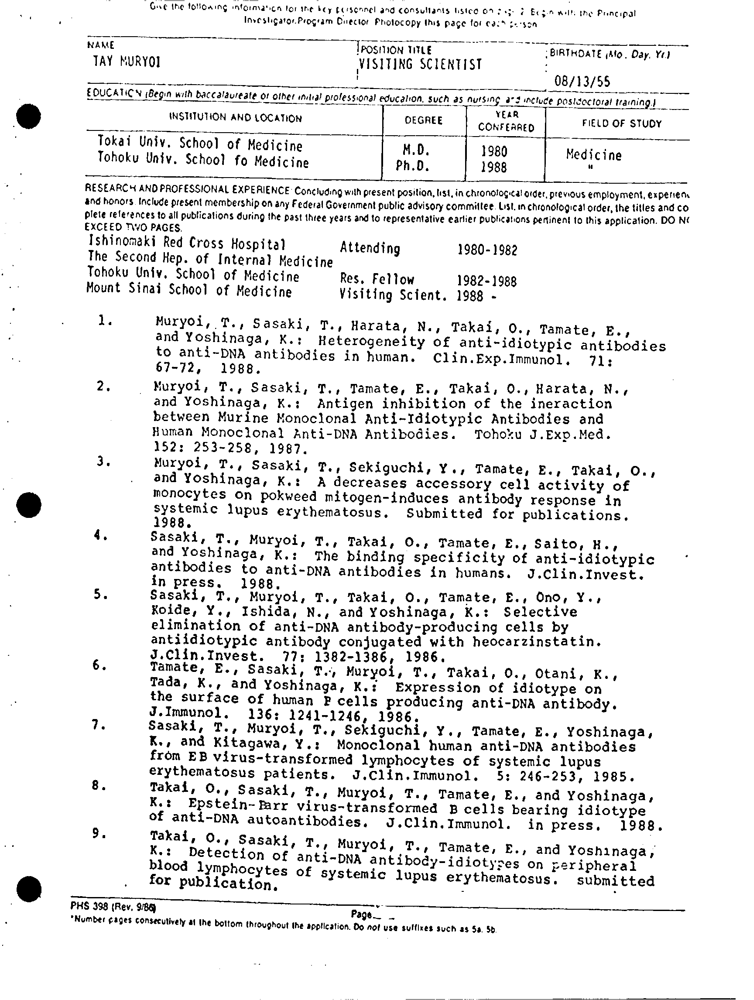 Give the following information for the key personnel and consultants listed on page 2. Begin with the Principal
Investigator/Program Director. Photocopy this page for each person.
NAME
TAY MURYOI
POSITION TITLE
VISITING SCIENTIST
BIRTHDATE (Mo., Day, Yr.)
08/13/55
EDUCATION (Begin with baccalaureate or other initial professional education, such as nursing, and include postdoctoral training.)
INSTITUTION AND LOCATION DEGREE YEAR CONFERRED FIELD OF STUDY
Tokai Univ. School of Medicine M.D. 1980 Medicine
Tohoku Univ. School fo Medicine Ph.D. 1988 "
RESEARCH AND PROFESSIONAL EXPERIENCE: Concluding with present position, list, in chronological order, previous employment, experien
and honors. Include present membership on any Federal Government public advisory committee. List, in chronological order, the titles and co
plete references to all publications during the past three years and to representative earlier publications pertinent to this application. DO NO
EXCEED TWO PAGES.
Ishinomaki Red Cross Hospital Attending 1980-1982
The Second Hep. of Internal Medicine
Tohoku Univ. School of Medicine Res. Fellow 1982-1988
Mount Sinai School of Medicine Visiting Scient. 1988 -
1. Muryoi, T., Sasaki, T., Harata, N., Takai, O., Tamate, E.,
and Yoshinaga, K.: Heterogeneity of anti-idiotypic antibodies
to anti-DNA antibodies in human. Clin.Exp.Immunol. 71:
67-72, 1988.
2. Muryoi, T., Sasaki, T., Tamate, E., Takai, O., Harata, N.,
and Yoshinaga, K.: Antigen inhibition of the ineraction
between Murine Monoclonal Anti-Idiotypic Antibodies and
Human Monoclonal Anti-DNA Antibodies. Tohoku J.Exp.Med.
152: 253-258, 1987.
3. Muryoi, T., Sasaki, T., Sekiguchi, Y., Tamate, E., Takai, O.,
and Yoshinaga, K.: A decreases accessory cell activity of
monocytes on pokweed mitogen-induces antibody response in
systemic lupus erythematosus. Submitted for publications.
1988.
4. Sasaki, T., Muryoi, T., Takai, O., Tamate, E., Saito, H.,
and Yoshinaga, K.: The binding specificity of anti-idiotypic
antibodies to anti-DNA antibodies in humans. J.Clin.Invest.
in press. 1988.
5. Sasaki, T., Muryoi, T., Takai, O., Tamate, E., Ono, Y.,
Koide, Y., Ishida, N., and Yoshinaga, K.: Selective
elimination of anti-DNA antibody-producing cells by
antiidiotypic antibody conjugated with heocarzinstatin.
J.Clin.Invest. 77: 1382-1386, 1986.
6. Tamate, E., Sasaki, T., Muryoi, T., Takai, O., Otani, K.,
Tada, K., and Yoshinaga, K.: Expression of idiotype on
the surface of human B cells producing anti-DNA antibody.
J.Immunol. 136: 1241-1246, 1986.
7. Sasaki, T., Muryoi, T., Sekiguchi, Y., Tamate, E., Yoshinaga,
K., and Kitagawa, Y.: Monoclonal human anti-DNA antibodies
from EB virus-transformed lymphocytes of systemic lupus
erythematosus patients. J.Clin.Immunol. 5: 246-253, 1985.
8. Takai, O., Sasaki, T., Muryoi, T., Tamate, E., and Yoshinaga,
K.: Epstein-Barr virus-transformed B cells bearing idiotype
of anti-DNA autoantibodies. J.Clin.Immunol. in press. 1988.
9. Takai, O., Sasaki, T., Muryoi, T., Tamate, E., and Yoshinaga,
K.: Detection of anti-DNA antibody-idiotypes on peripheral
blood lymphocytes of systemic lupus erythematosus. submitted
for publication.
PHS 398 (Rev. 9/86) Page
*Number pages consecutively at the bottom throughout the application. Do not use suffixes such as 5a, 5b.